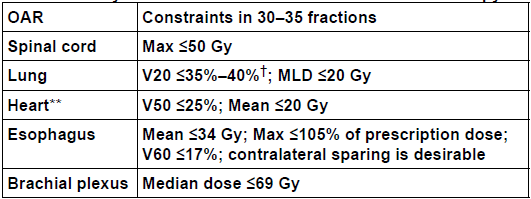 OAR Constraints in 30–35 fractions
Spinal cord Max ≤50 Gy
Lung V20 ≤35%–40%†; MLD ≤20 Gy
Heart** V50 ≤25%; Mean ≤20 Gy
Esophagus Mean ≤34 Gy; Max ≤105% of prescription dose;
V60 ≤17%; contralateral sparing is desirable
Brachial plexus Median dose ≤69 Gy